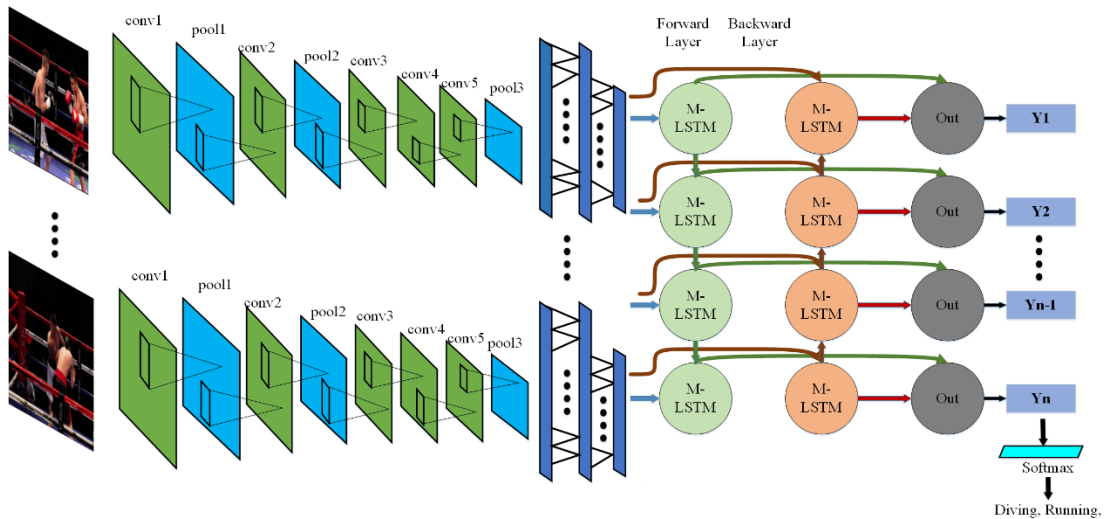 conv1
pool1
conv2
pool2
conv3
conv4
conv5
pool3
Forward
Layer
Backward
Layer
M-
LSTM
M-
LSTM
Out
Y1
M-
LSTM
M-
LSTM
Out
Y2
conv1
pool1
conv2
pool2
conv3
conv4
conv5
pool3
M-
LSTM
M-
LSTM
Out
Yn-1
M-
LSTM
M-
LSTM
Out
Yn
Softmax
Diving, Running,